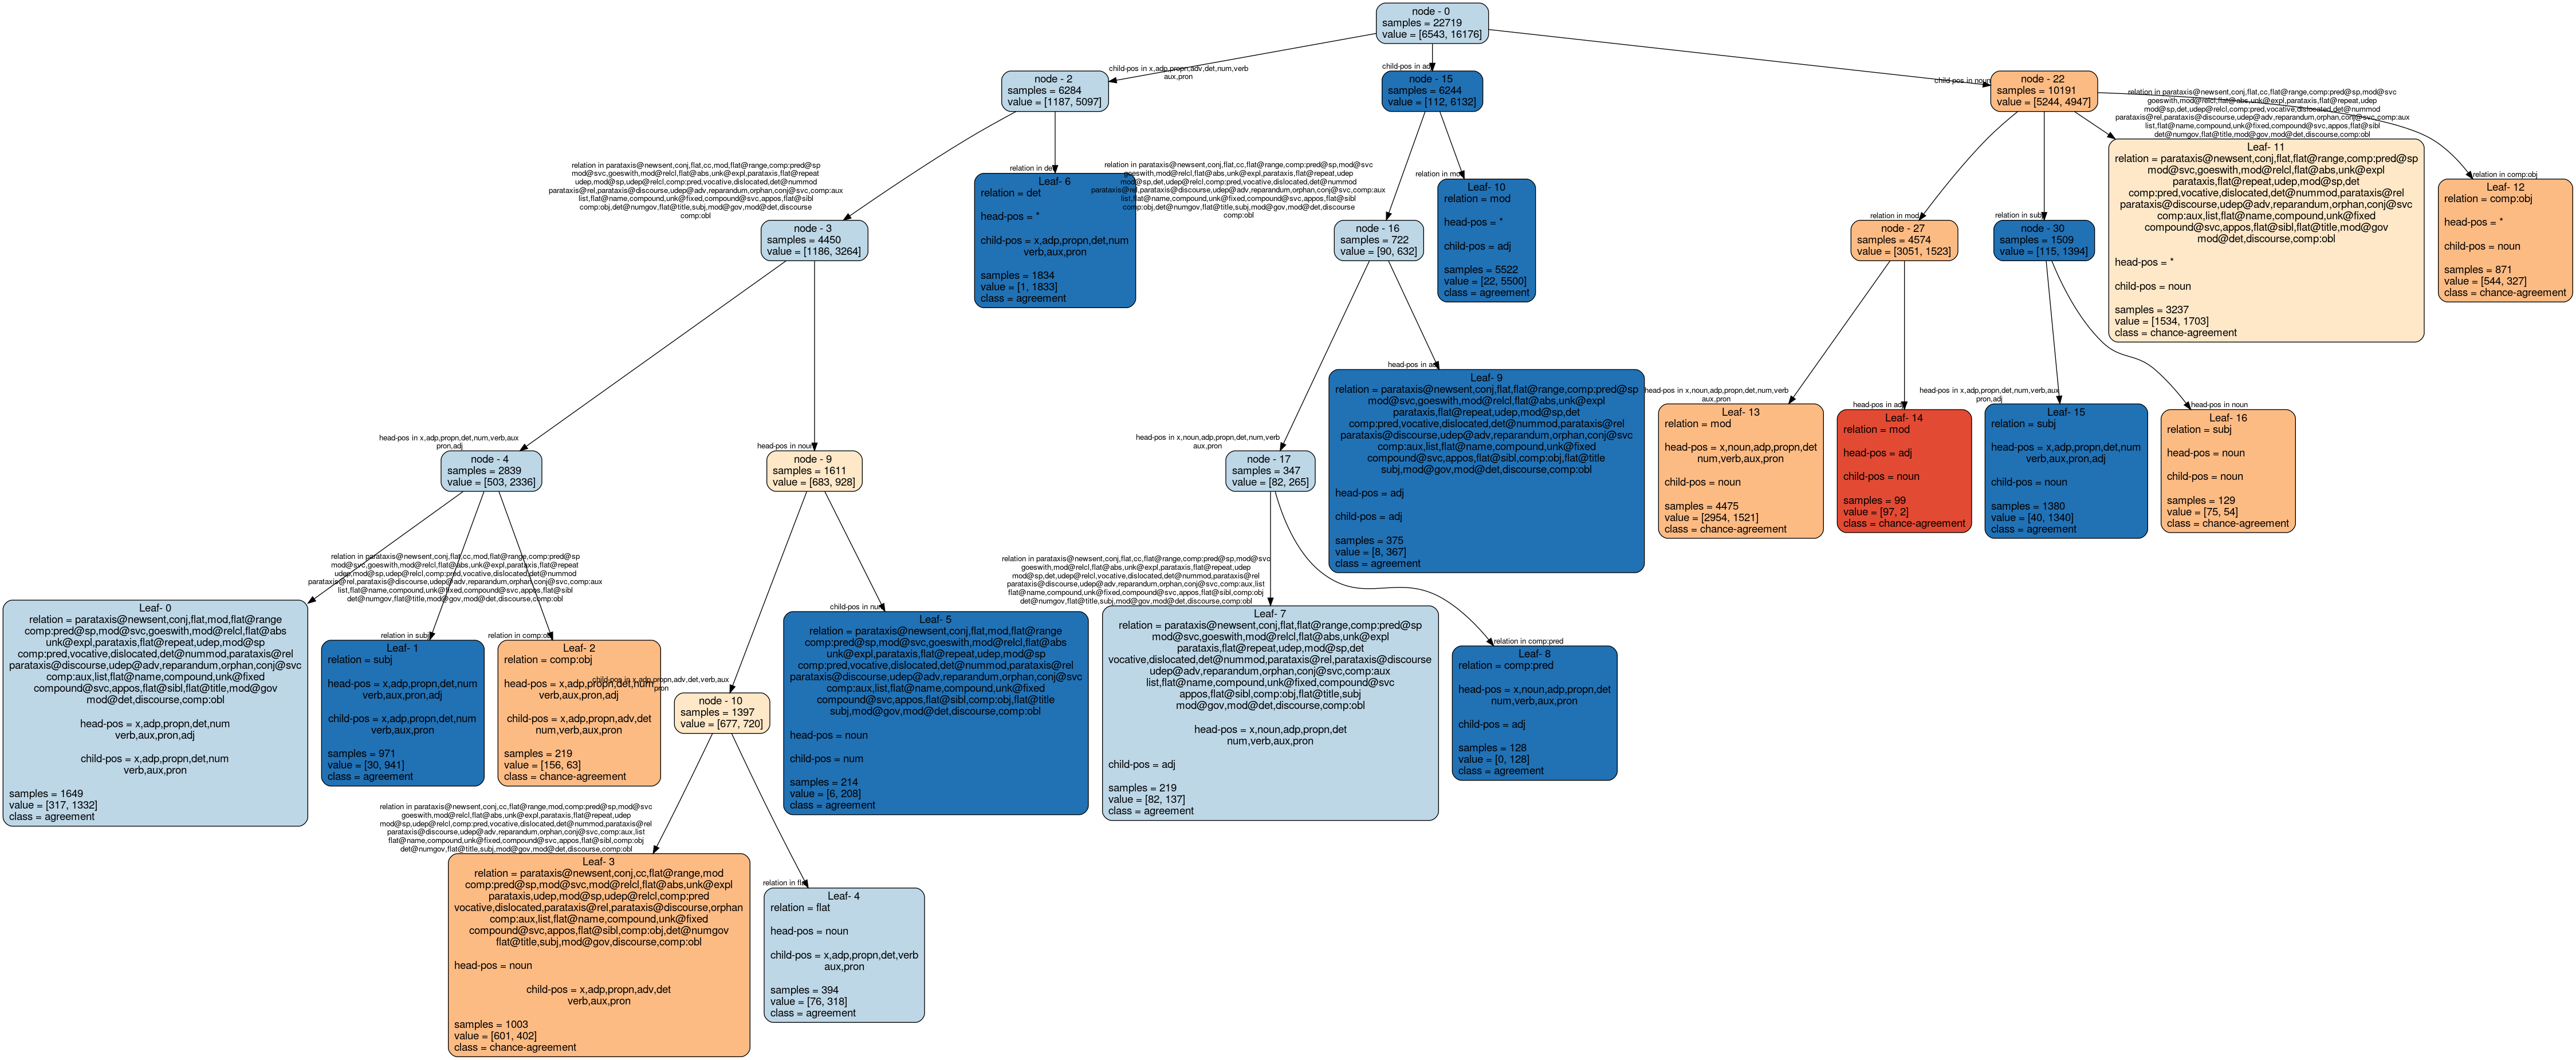 node - 0
samples = 22719
value = [6543, 16176]
child-pos in x,adp,propn,adv,det,num,verb
aux,pron
child-pos in adj
child-pos in noun
node - 2
samples = 6284
value = [1187, 5097]
node - 15
samples = 6244
value = [112, 6132]
node - 22
samples = 10191
value = [5244, 4947]
relation in parataxis@newsent,conj,flat,cc,mod,flat@range,comp:pred@sp
mod@svc,goeswith,mod@relcl,flat@abs,unk@expl,parataxis,flat@repeat
udep,mod@sp,udep@relcl,comp:pred,vocative,dislocated,det@nummod
parataxis@rel,parataxis@discourse,udep@adv,reparandum,orphan,conj@svc,comp:aux
list,flat@name,compound,unk@fixed,compound@svc,appos,flat@sibl
comp:obj,det@numgov,flat@title,subj,mod@gov,mod@det,discourse
comp:obl
relation in det
relation in parataxis@newsent,conj,flat,cc,flat@range,comp:pred@sp,mod@svc
goeswith,mod@relcl,flat@abs,unk@expl,parataxis,flat@repeat,udep
mod@sp,det,udep@relcl,comp:pred,vocative,dislocated,det@nummod
parataxis@rel,parataxis@discourse,udep@adv,reparandum,orphan,conj@svc,comp:aux
list,flat@name,compound,unk@fixed,compound@svc,appos,flat@sibl
comp:obj,det@numgov,flat@title,subj,mod@gov,mod@det,discourse
comp:obl
relation in mod
relation in mod
relation in subj
relation in parataxis@newsent,conj,flat,cc,flat@range,comp:pred@sp,mod@svc
goeswith,mod@relcl,flat@abs,unk@expl,parataxis,flat@repeat,udep
mod@sp,det,udep@relcl,comp:pred,vocative,dislocated,det@nummod
parataxis@rel,parataxis@discourse,udep@adv,reparandum,orphan,conj@svc,comp:aux
list,flat@name,compound,unk@fixed,compound@svc,appos,flat@sibl
det@numgov,flat@title,mod@gov,mod@det,discourse,comp:obl
relation in comp:obj
node - 3
samples = 4450
value = [1186, 3264]
Leaf- 6
relation = det
head-pos = *
child-pos = x,adp,propn,det,num
verb,aux,pron
samples = 1834
value = [1, 1833]
class = agreement
node - 16
samples = 722
value = [90, 632]
Leaf- 10
relation = mod
head-pos = *
child-pos = adj
samples = 5522
value = [22, 5500]
class = agreement
node - 27
samples = 4574
value = [3051, 1523]
node - 30
samples = 1509
value = [115, 1394]
Leaf- 11
relation = parataxis@newsent,conj,flat,flat@range,comp:pred@sp
mod@svc,goeswith,mod@relcl,flat@abs,unk@expl
parataxis,flat@repeat,udep,mod@sp,det
comp:pred,vocative,dislocated,det@nummod,parataxis@rel
parataxis@discourse,udep@adv,reparandum,orphan,conj@svc
comp:aux,list,flat@name,compound,unk@fixed
compound@svc,appos,flat@sibl,flat@title,mod@gov
mod@det,discourse,comp:obl
head-pos = *
child-pos = noun
samples = 3237
value = [1534, 1703]
class = chance-agreement
Leaf- 12
relation = comp:obj
head-pos = *
child-pos = noun
samples = 871
value = [544, 327]
class = chance-agreement
head-pos in x,adp,propn,det,num,verb,aux
pron,adj
head-pos in noun
head-pos in x,noun,adp,propn,det,num,verb
aux,pron
head-pos in adj
head-pos in x,noun,adp,propn,det,num,verb
aux,pron
head-pos in adj
head-pos in x,adp,propn,det,num,verb,aux
pron,adj
head-pos in noun
node - 4
samples = 2839
value = [503, 2336]
node - 9
samples = 1611
value = [683, 928]
node - 17
samples = 347
value = [82, 265]
Leaf- 9
relation = parataxis@newsent,conj,flat,flat@range,comp:pred@sp
mod@svc,goeswith,mod@relcl,flat@abs,unk@expl
parataxis,flat@repeat,udep,mod@sp,det
comp:pred,vocative,dislocated,det@nummod,parataxis@rel
parataxis@discourse,udep@adv,reparandum,orphan,conj@svc
comp:aux,list,flat@name,compound,unk@fixed
compound@svc,appos,flat@sibl,comp:obj,flat@title
subj,mod@gov,mod@det,discourse,comp:obl
head-pos = adj
child-pos = adj
samples = 375
value = [8, 367]
class = agreement
Leaf- 13
relation = mod
head-pos = x,noun,adp,propn,det
num,verb,aux,pron
child-pos = noun
samples = 4475
value = [2954, 1521]
class = chance-agreement
Leaf- 14
relation = mod
head-pos = adj
child-pos = noun
samples = 99
value = [97, 2]
class = chance-agreement
Leaf- 15
relation = subj
head-pos = x,adp,propn,det,num
verb,aux,pron,adj
child-pos = noun
samples = 1380
value = [40, 1340]
class = agreement
Leaf- 16
relation = subj
head-pos = noun
child-pos = noun
samples = 129
value = [75, 54]
class = chance-agreement
relation in parataxis@newsent,conj,flat,cc,mod,flat@range,comp:pred@sp
mod@svc,goeswith,mod@relcl,flat@abs,unk@expl,parataxis,flat@repeat
udep,mod@sp,udep@relcl,comp:pred,vocative,dislocated,det@nummod
parataxis@rel,parataxis@discourse,udep@adv,reparandum,orphan,conj@svc,comp:aux
list,flat@name,compound,unk@fixed,compound@svc,appos,flat@sibl
det@numgov,flat@title,mod@gov,mod@det,discourse,comp:obl
relation in subj
relation in comp:obj
child-pos in x,adp,propn,adv,det,verb,aux
pron
child-pos in num
relation in parataxis@newsent,conj,flat,cc,flat@range,comp:pred@sp,mod@svc
goeswith,mod@relcl,flat@abs,unk@expl,parataxis,flat@repeat,udep
mod@sp,det,udep@relcl,vocative,dislocated,det@nummod,parataxis@rel
parataxis@discourse,udep@adv,reparandum,orphan,conj@svc,comp:aux,list
flat@name,compound,unk@fixed,compound@svc,appos,flat@sibl,comp:obj
det@numgov,flat@title,subj,mod@gov,mod@det,discourse,comp:obl
relation in comp:pred
Leaf- 0
relation = parataxis@newsent,conj,flat,mod,flat@range
comp:pred@sp,mod@svc,goeswith,mod@relcl,flat@abs
unk@expl,parataxis,flat@repeat,udep,mod@sp
comp:pred,vocative,dislocated,det@nummod,parataxis@rel
parataxis@discourse,udep@adv,reparandum,orphan,conj@svc
comp:aux,list,flat@name,compound,unk@fixed
compound@svc,appos,flat@sibl,flat@title,mod@gov
mod@det,discourse,comp:obl
head-pos = x,adp,propn,det,num
verb,aux,pron,adj
child-pos = x,adp,propn,det,num
verb,aux,pron
samples = 1649
value = [317, 1332]
class = agreement
Leaf- 1
relation = subj
head-pos = x,adp,propn,det,num
verb,aux,pron,adj
child-pos = x,adp,propn,det,num
verb,aux,pron
samples = 971
value = [30, 941]
class = agreement
Leaf- 2
relation = comp:obj
head-pos = x,adp,propn,det,num
verb,aux,pron,adj
child-pos = x,adp,propn,adv,det
num,verb,aux,pron
samples = 219
value = [156, 63]
class = chance-agreement
node - 10
samples = 1397
value = [677, 720]
Leaf- 5
relation = parataxis@newsent,conj,flat,mod,flat@range
comp:pred@sp,mod@svc,goeswith,mod@relcl,flat@abs
unk@expl,parataxis,flat@repeat,udep,mod@sp
comp:pred,vocative,dislocated,det@nummod,parataxis@rel
parataxis@discourse,udep@adv,reparandum,orphan,conj@svc
comp:aux,list,flat@name,compound,unk@fixed
compound@svc,appos,flat@sibl,comp:obj,flat@title
subj,mod@gov,mod@det,discourse,comp:obl
head-pos = noun
child-pos = num
samples = 214
value = [6, 208]
class = agreement
Leaf- 7
relation = parataxis@newsent,conj,flat,flat@range,comp:pred@sp
mod@svc,goeswith,mod@relcl,flat@abs,unk@expl
parataxis,flat@repeat,udep,mod@sp,det
vocative,dislocated,det@nummod,parataxis@rel,parataxis@discourse
udep@adv,reparandum,orphan,conj@svc,comp:aux
list,flat@name,compound,unk@fixed,compound@svc
appos,flat@sibl,comp:obj,flat@title,subj
mod@gov,mod@det,discourse,comp:obl
head-pos = x,noun,adp,propn,det
num,verb,aux,pron
child-pos = adj
samples = 219
value = [82, 137]
class = agreement
Leaf- 8
relation = comp:pred
head-pos = x,noun,adp,propn,det
num,verb,aux,pron
child-pos = adj
samples = 128
value = [0, 128]
class = agreement
relation in parataxis@newsent,conj,cc,flat@range,mod,comp:pred@sp,mod@svc
goeswith,mod@relcl,flat@abs,unk@expl,parataxis,flat@repeat,udep
mod@sp,udep@relcl,comp:pred,vocative,dislocated,det@nummod,parataxis@rel
parataxis@discourse,udep@adv,reparandum,orphan,conj@svc,comp:aux,list
flat@name,compound,unk@fixed,compound@svc,appos,flat@sibl,comp:obj
det@numgov,flat@title,subj,mod@gov,mod@det,discourse,comp:obl
relation in flat
Leaf- 3
relation = parataxis@newsent,conj,cc,flat@range,mod
comp:pred@sp,mod@svc,mod@relcl,flat@abs,unk@expl
parataxis,udep,mod@sp,udep@relcl,comp:pred
vocative,dislocated,parataxis@rel,parataxis@discourse,orphan
comp:aux,list,flat@name,compound,unk@fixed
compound@svc,appos,flat@sibl,comp:obj,det@numgov
flat@title,subj,mod@gov,discourse,comp:obl
head-pos = noun
child-pos = x,adp,propn,adv,det
verb,aux,pron
samples = 1003
value = [601, 402]
class = chance-agreement
Leaf- 4
relation = flat
head-pos = noun
child-pos = x,adp,propn,det,verb
aux,pron
samples = 394
value = [76, 318]
class = agreement